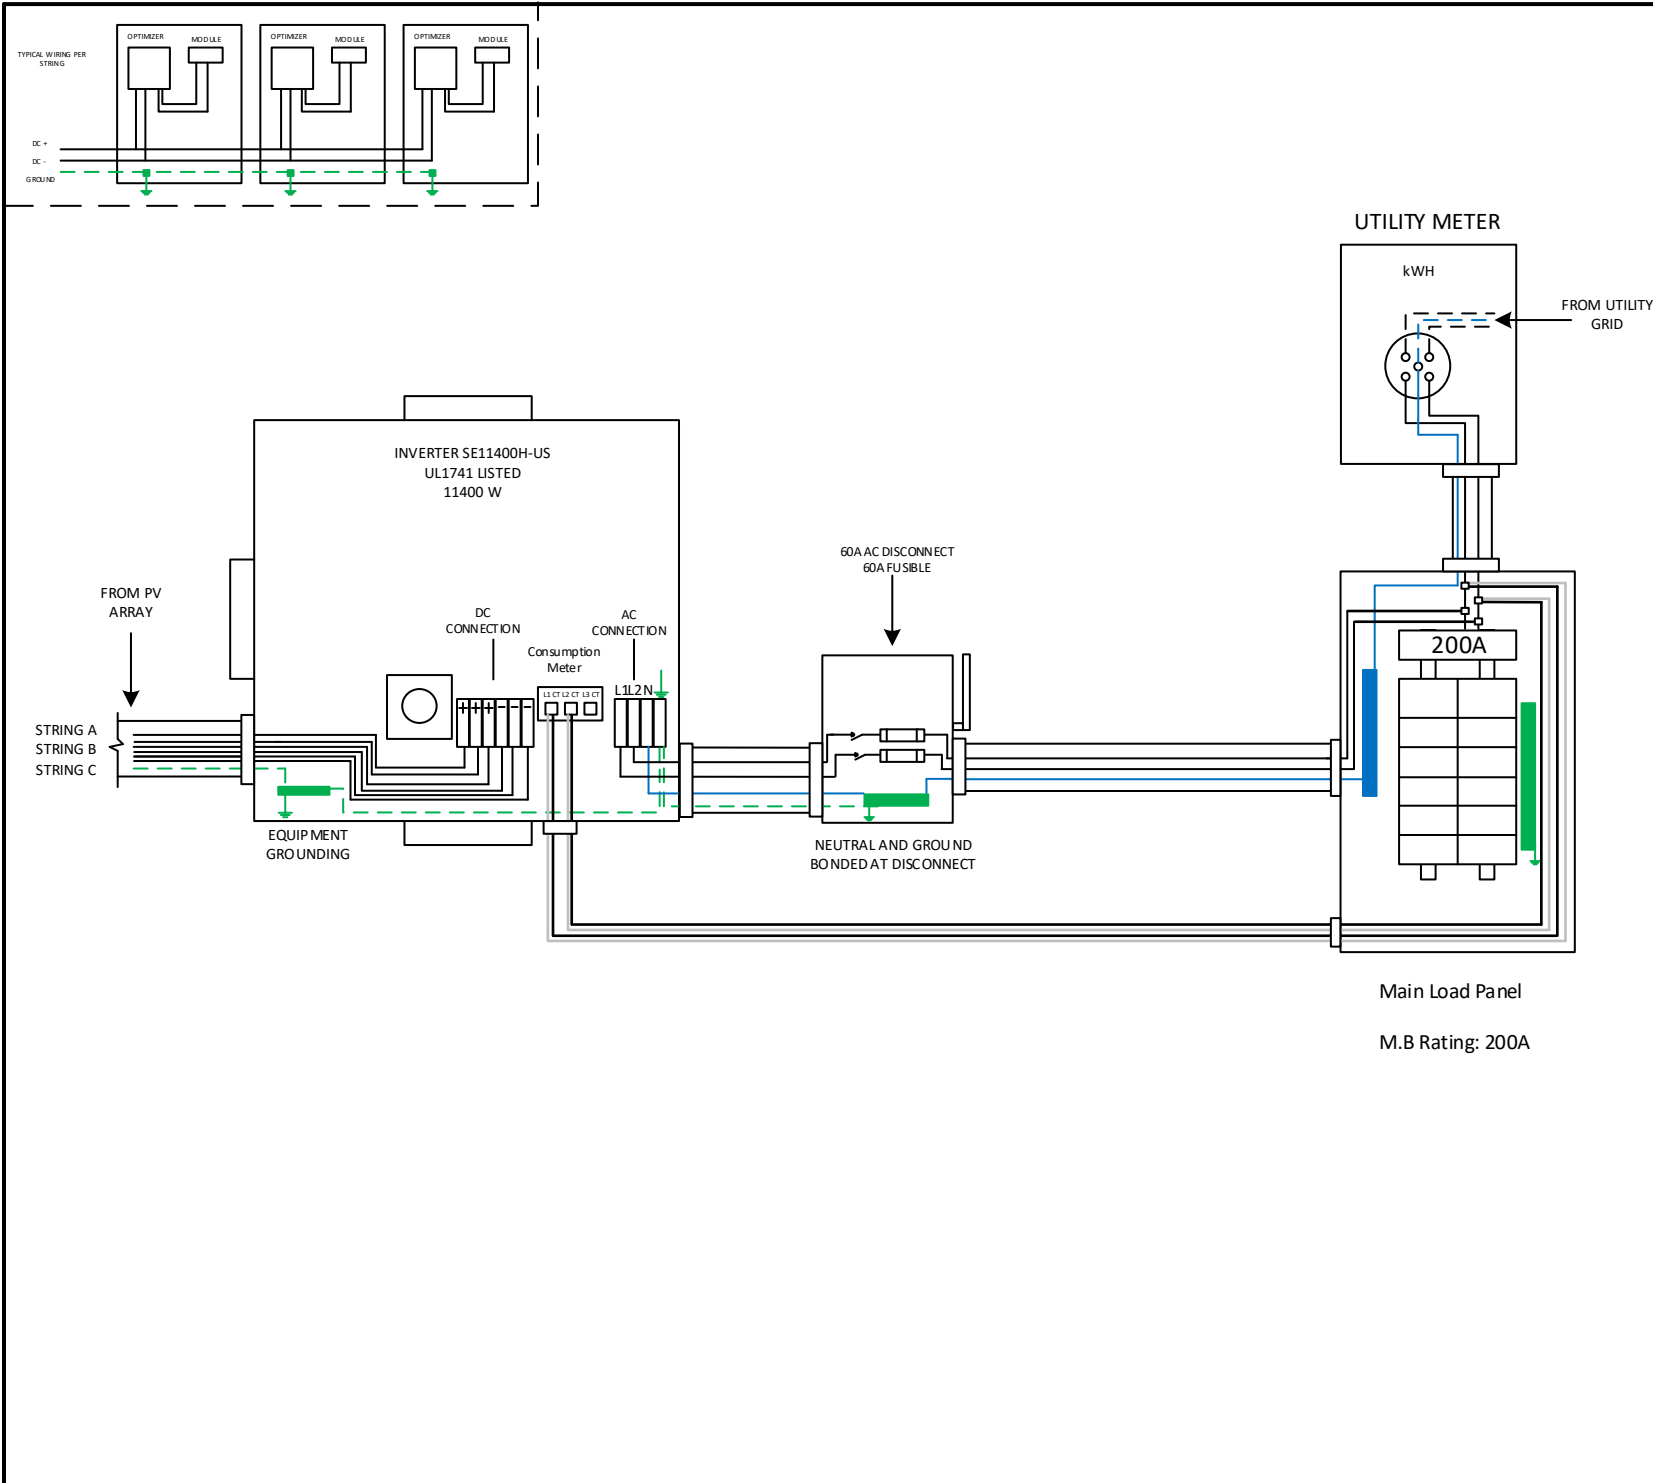 TYPICAL WIRING PER
STRING
OPTIMIZER
MODULE
OPTIMIZER
MODULE
OPTIMIZER
MODULE
DC +
DC -
GROUND
UTILITY METER
kWH
FROM UTILITY
GRID
INVERTER SE11400H-US
UL1741 LISTED
11400 W
60A AC DISCONNECT
60A FUSIBLE
FROM PV
ARRAY
DC
CONNECTION
AC
CONNECTION
Consumption
Meter
L1 CT L2 CT L3 CT
L1L2N
+++---
200A
STRING A
STRING B
STRING C
EQUIPMENT
GROUNDING
NEUTRAL AND GROUND
BONDED AT DISCONNECT
Main Load Panel
M.B Rating: 200A